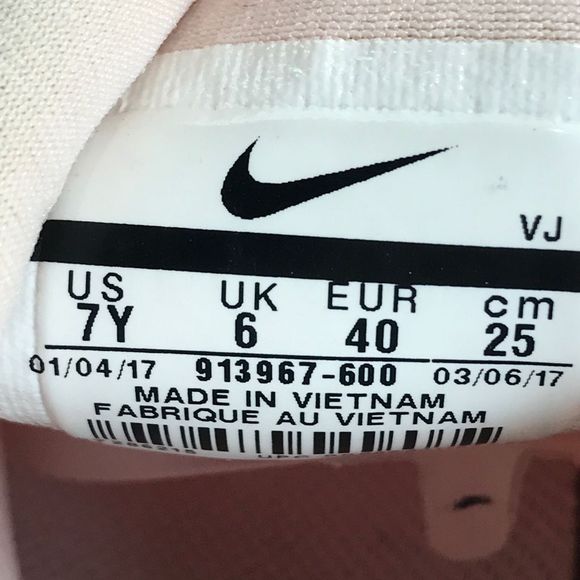 VJ
US UK EUR cm
7Y 6 40 25
01/04/17 913967-600 03/06/17
MADE IN VIETNAM
FABRIQUE AU VIETNAM